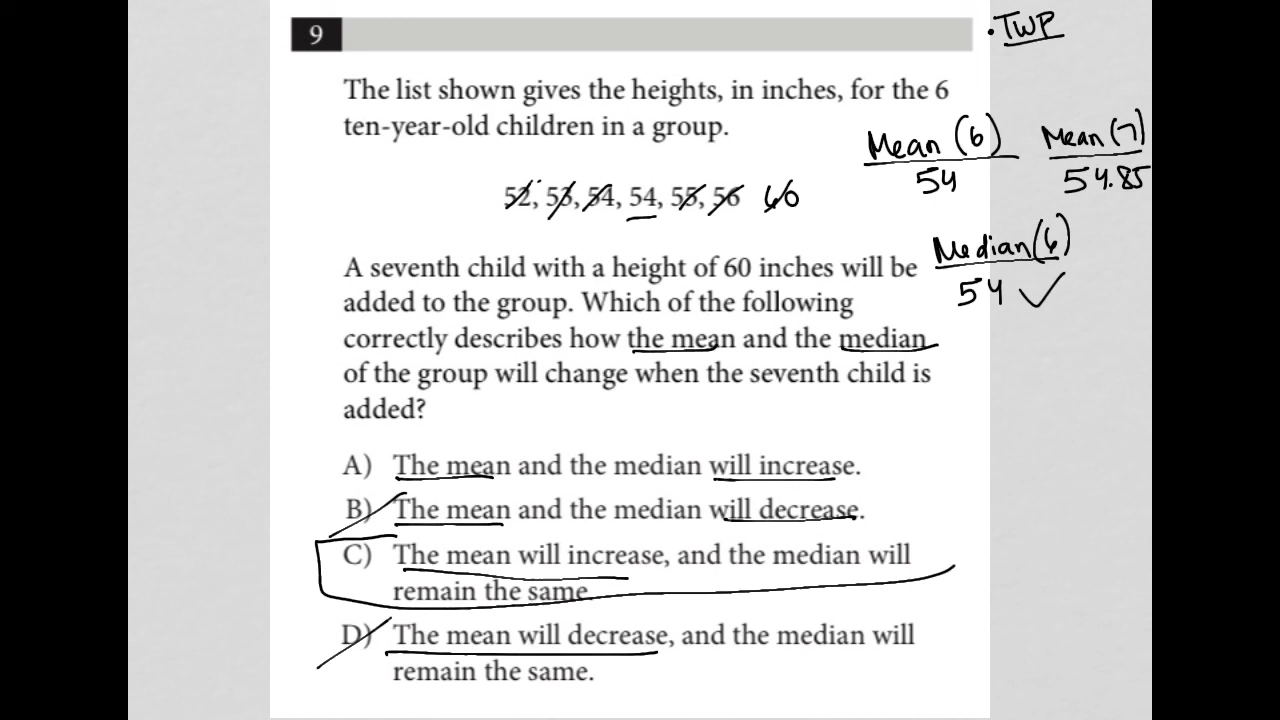 9
The list shown gives the heights, in inches, for the 6
ten-year-old children in a group.
52, 53, 54, 54, 55, 56 60
A seventh child with a height of 60 inches will be
added to the group. Which of the following
correctly describes how the mean and the median
of the group will change when the seventh child is
added?
A) The mean and the median will increase.
B) The mean and the median will decrease.
C) The mean will increase, and the median will
remain the same.
D) The mean will decrease, and the median will
remain the same.
• TWP
Mean (6) Mean (7)
54 54.85
Median (6)
54 ✓